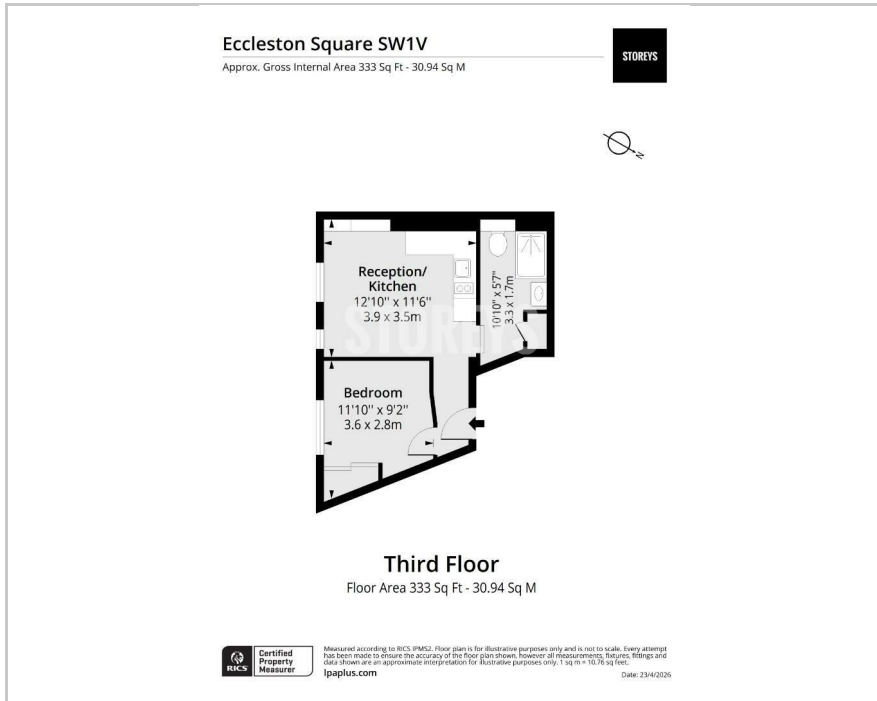 Eccleston Square SW1V
Approx. Gross Internal Area 333 Sq Ft - 30.94 Sq M
STOREYS
N
Reception/
Kitchen
12'10" x 11'6"
3.9 x 3.5m
10'10" x 5'7"
3.3 x 1.7m
STOREYS
Bedroom
11'10" x 9'2"
3.6 x 2.8m
Third Floor
Floor Area 333 Sq Ft - 30.94 Sq M
RICS
Certified
Property
Measurer
Measured according to RICS IPMS2. Floor plan is for illustrative purposes only and is not to scale. Every attempt
has been made to ensure the accuracy of the floor plan shown, however all measurements, fixtures, fittings and
data shown are an approximate interpretation for illustrative purposes only. 1 sq m = 10.76 sq feet.
lpaplus.com
Date: 23/4/2026